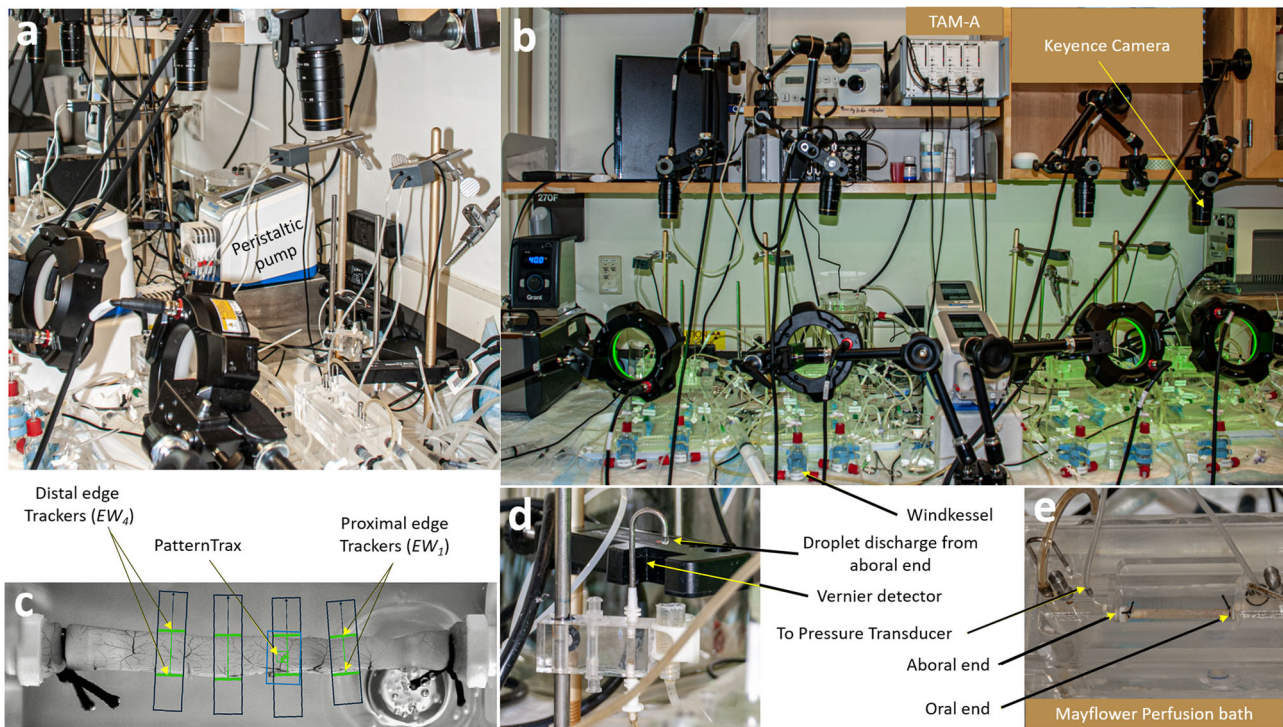 a
Peristaltic
pump
b
TAM-A
Keyence Camera
270F
40.0
Grant
Windkessel
Distal edge
Trackers (EW4)
PatternTrax
Proximal edge
Trackers (EW1)
c
d
Droplet discharge from
aboral end
Vernier detector
e
To Pressure Transducer
Aboral end
Oral end
Mayflower Perfusion bath